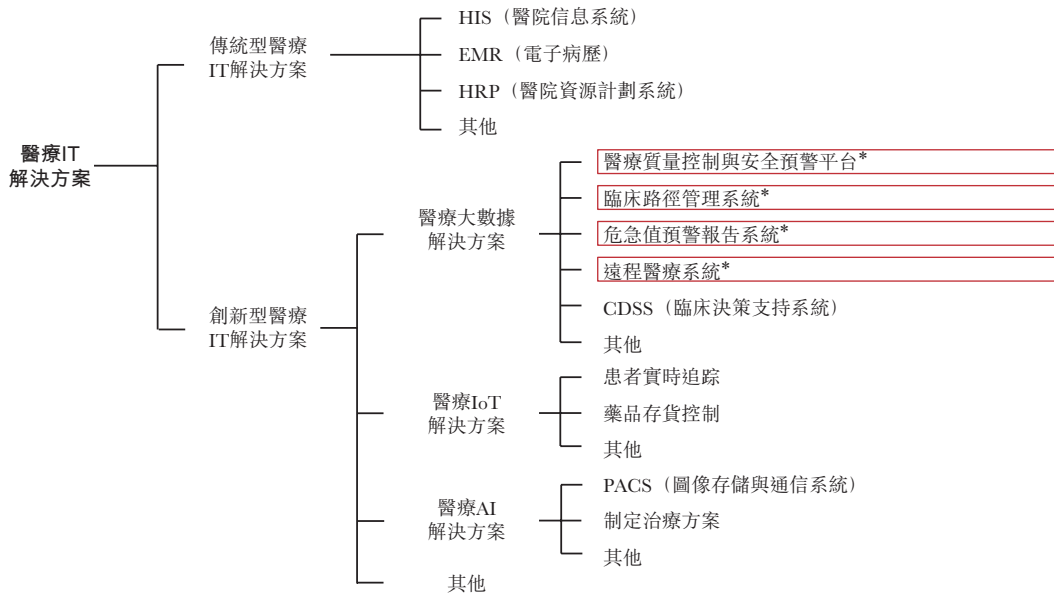 醫療IT
解決方案
傳統型醫療
IT解決方案
HIS（醫院信息系統）
EMR（電子病歷）
HRP（醫院資源計劃系統）
其他
創新型醫療
IT解決方案
醫療大數據
解決方案
醫療質量控制與安全預警平台*
臨床路徑管理系統*
危急值預警報告系統*
遠程醫療系統*
CDSS（臨床決策支持系統）
其他
醫療IoT
解決方案
患者實時追踪
藥品存貨控制
其他
醫療AI
解決方案
PACS（圖像存儲與通信系統）
制定治療方案
其他
其他